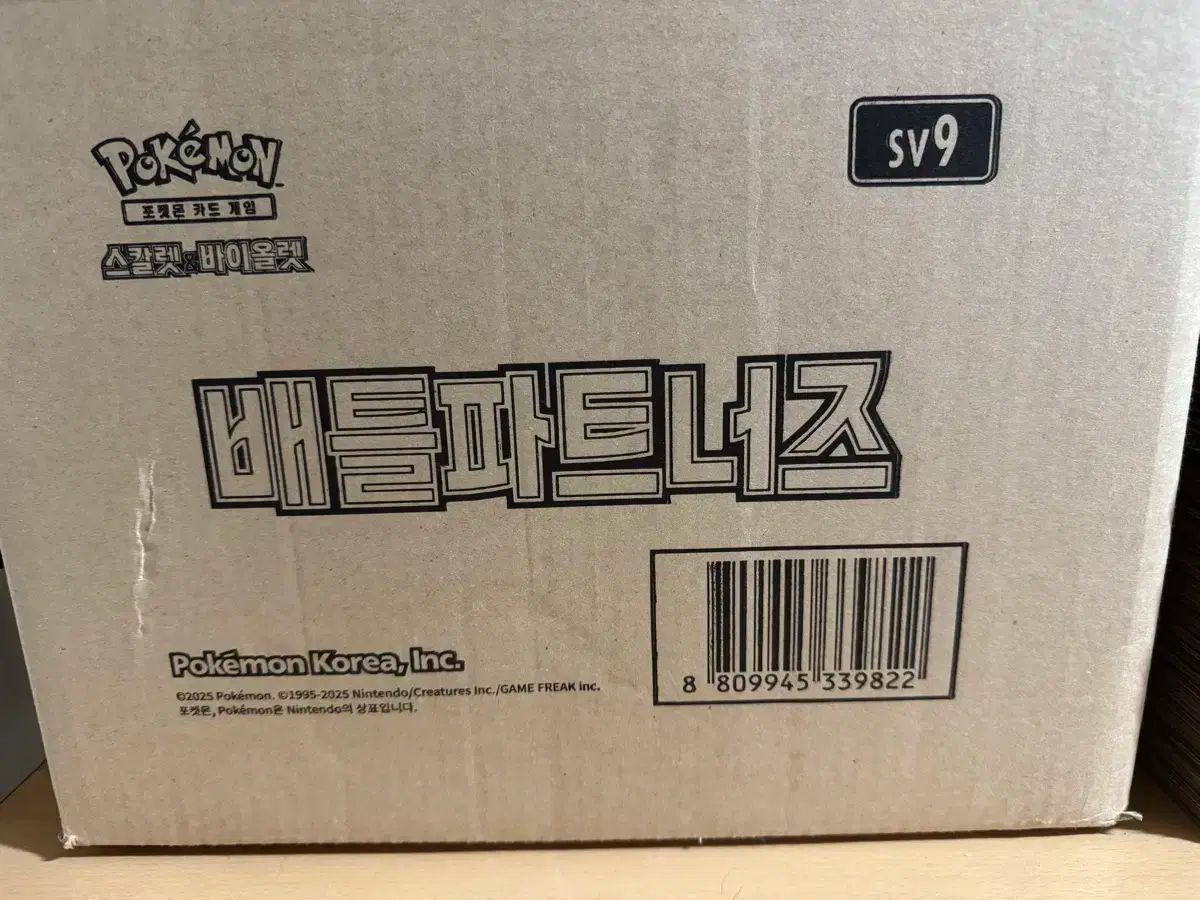 POKéMON
포켓몬 카드 게임
스칼렛&바이올렛
SV9
배틀파트너즈
Pokémon Korea, Inc.
©2025 Pokémon. ©1995-2025 Nintendo/Creatures Inc./GAME FREAK inc.
포켓몬, Pokémon은 Nintendo의 상표입니다.
8 809945 339822